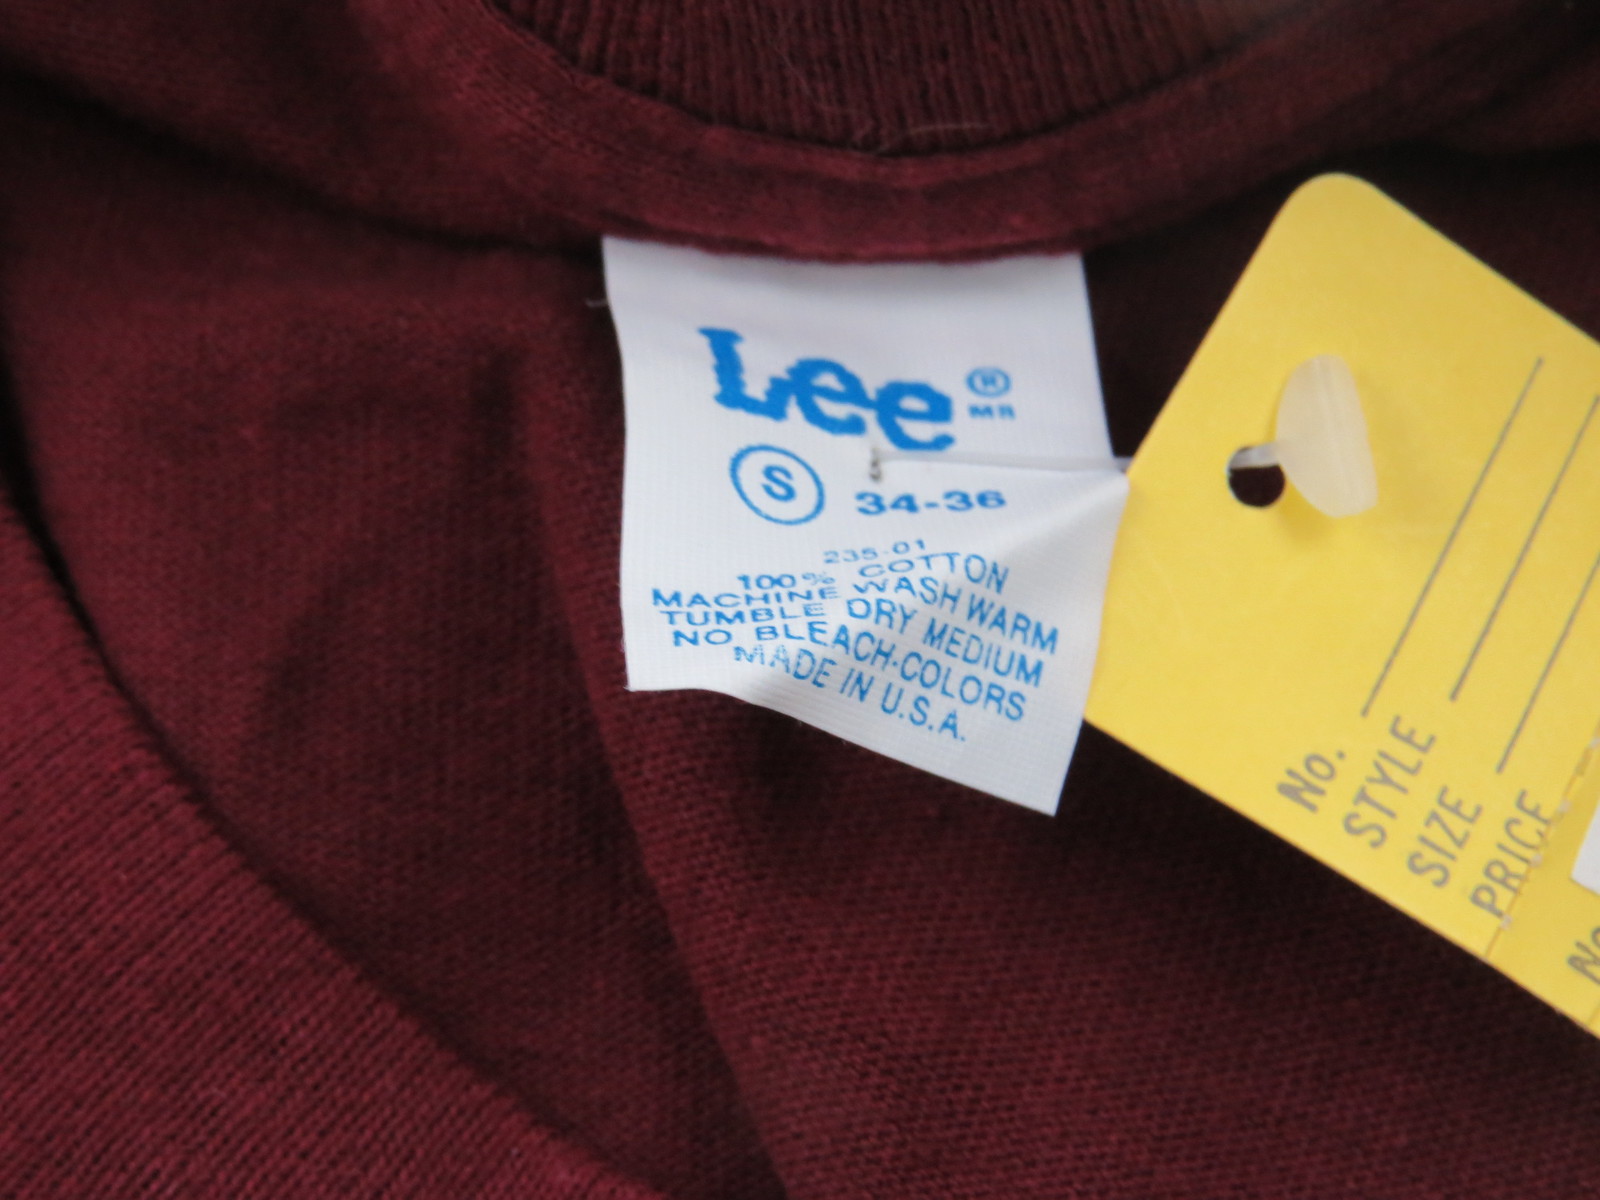 Lee ®
MR
S 34-36
235-01
100% COTTON
MACHINE WASH WARM
TUMBLE DRY MEDIUM
NO BLEACH-COLORS
MADE IN U.S.A.
No.
STYLE
SIZE
PRICE
No